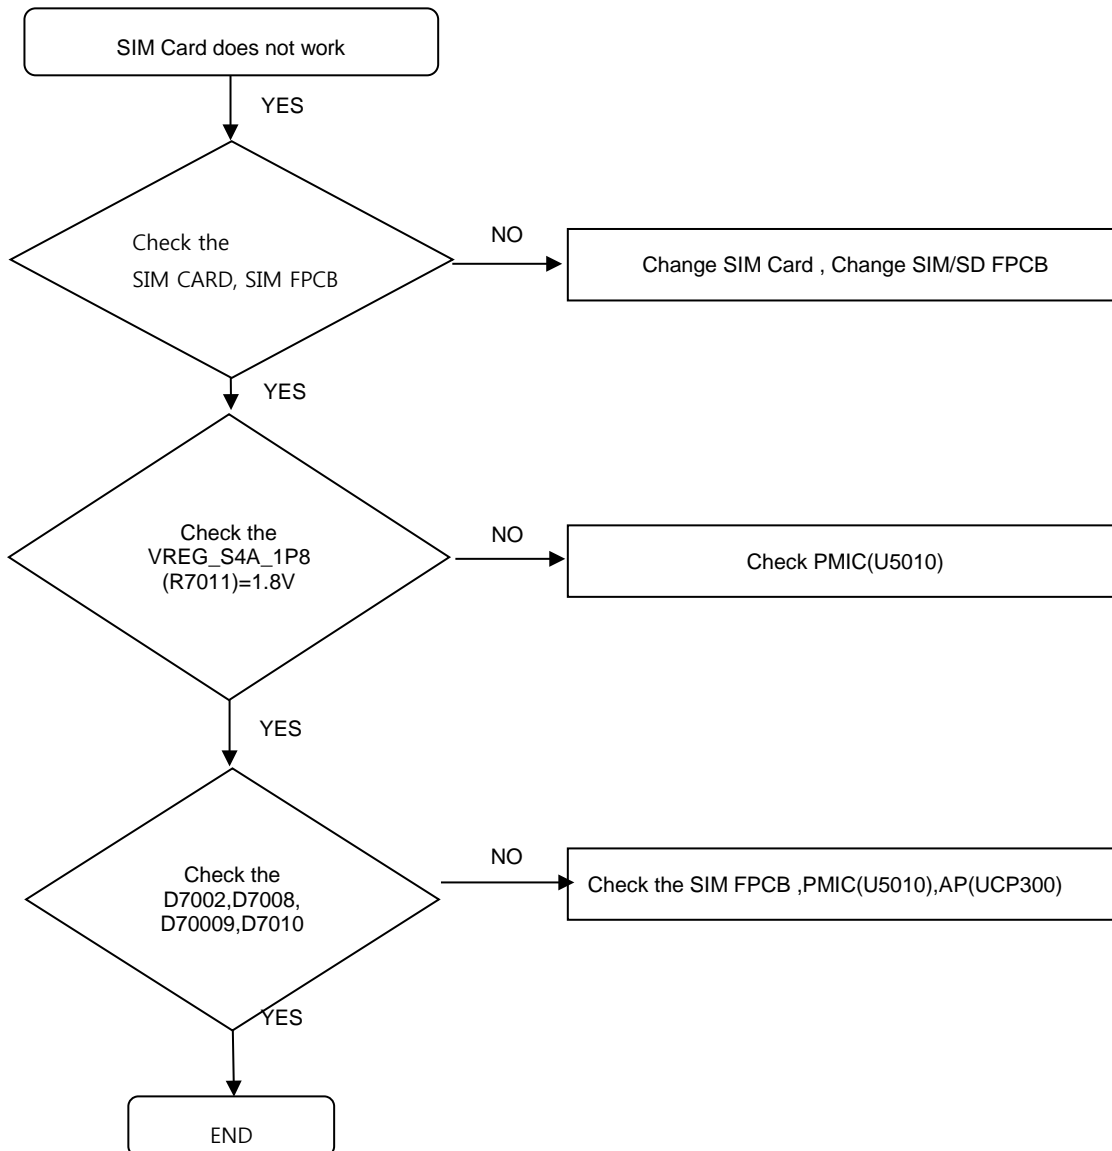 SIM Card does not work
YES
Check the
SIM CARD, SIM FPCB
NO
Change SIM Card , Change SIM/SD FPCB
YES
Check the
VREG_S4A_1P8
(R7011)=1.8V
NO
Check PMIC(U5010)
YES
Check the
D7002,D7008,
D70009,D7010
NO
Check the SIM FPCB ,PMIC(U5010),AP(UCP300)
YES
END